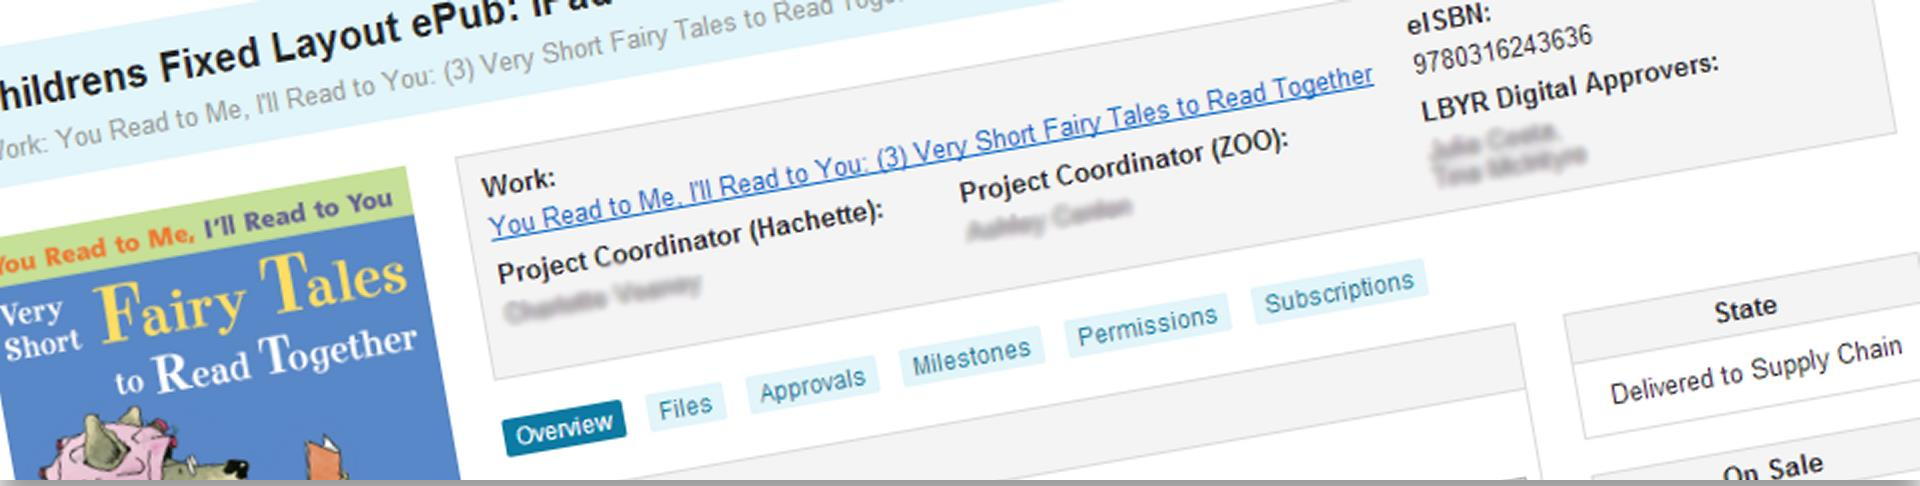 hildrens Fixed Layout ePub: iPad
Work: You Read to Me, I'll Read to You: (3) Very Short Fairy Tales to Read Toge
You Read to Me, I'll Read to You
Very Short Fairy Tales
to Read Together
Work:
You Read to Me, I'll Read to You: (3) Very Short Fairy Tales to Read Together
Project Coordinator (Hachette):
Project Coordinator (ZOO):
eISBN:
9780316243636
LBYR Digital Approvers:
Overview
Files
Approvals
Milestones
Permissions
Subscriptions
State
Delivered to Supply Chain
On Sale